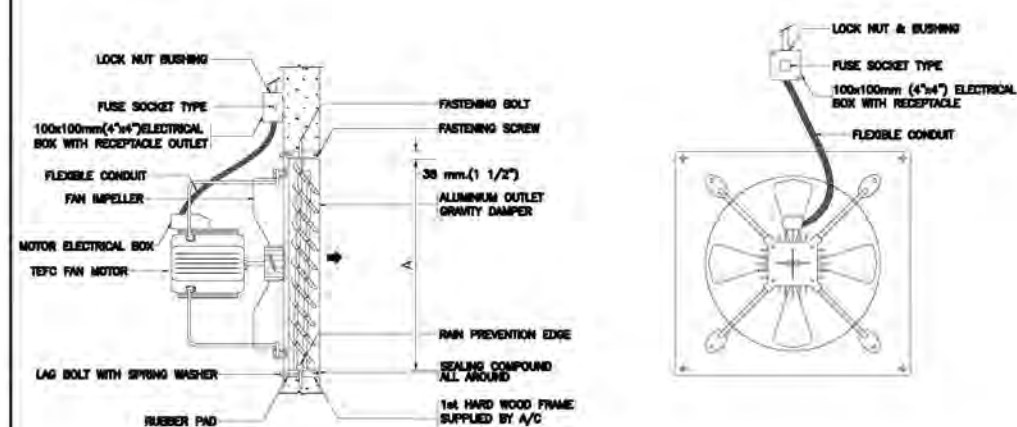 LOCK NUT BUSHING
FUSE SOCKET TYPE
100x100mm(4"x4")ELECTRICAL
BOX WITH RECEPTACLE OUTLET
FLEXIBLE CONDUIT
FAN IMPELLER
MOTOR ELECTRICAL BOX
TEFC FAN MOTOR
LAG BOLT WITH SPRING WASHER
RUBBER PAD
FASTENING BOLT
FASTENING SCREW
38 mm.(1 1/2")
ALUMINIUM OUTLET
GRAVITY DAMPER
A
RAIN PREVENTION EDGE
SEALING COMPOUND
ALL AROUND
1st HARD WOOD FRAME
SUPPLIED BY A/C
LOCK NUT & BUSHING
FUSE SOCKET TYPE
100x100mm (4"x4") ELECTRICAL
BOX WITH RECEPTACLE
FLEXIBLE CONDUIT